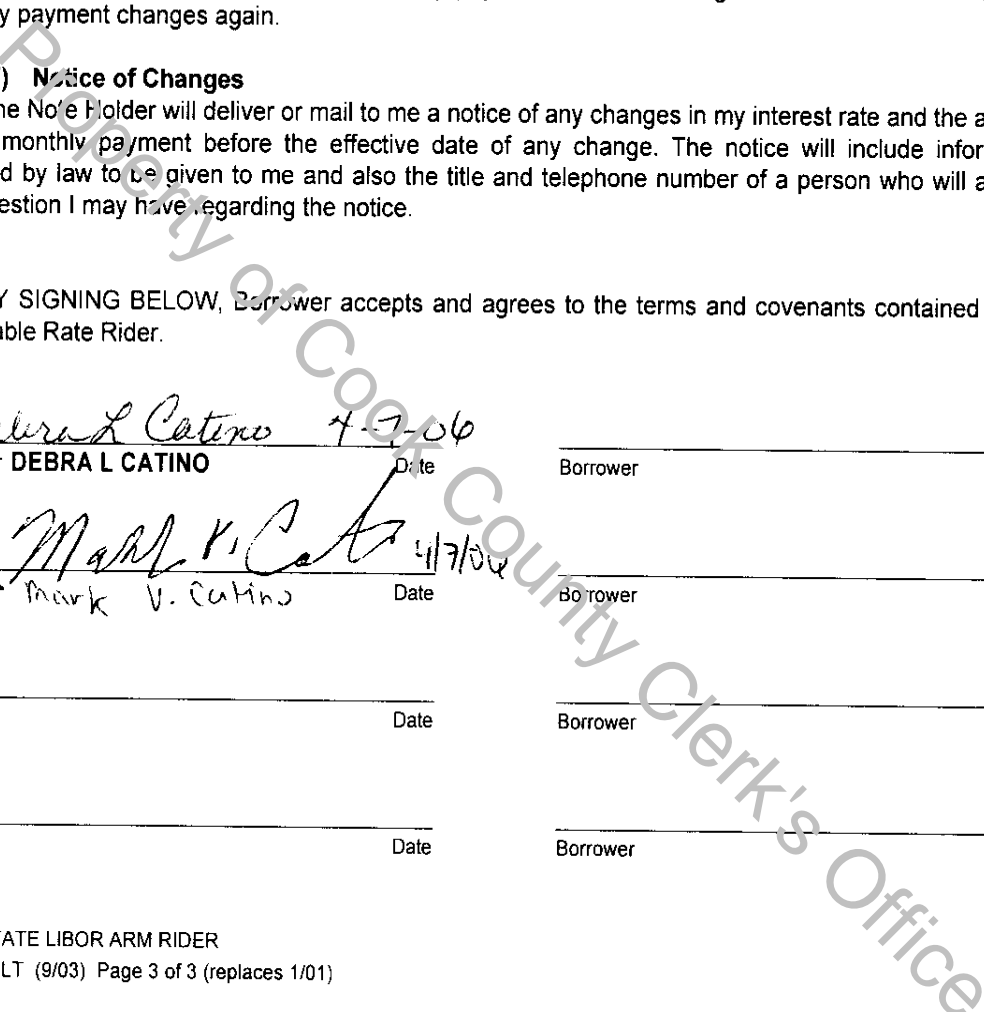 y payment changes again.
) Notice of Changes
he Note Holder will deliver or mail to me a notice of any changes in my interest rate and the a
monthly payment before the effective date of any change. The notice will include infor
d by law to be given to me and also the title and telephone number of a person who will a
estion I may have regarding the notice.
Y SIGNING BELOW, Borrower accepts and agrees to the terms and covenants contained
able Rate Rider.
ebra L Catino 4-7-06
DEBRA L CATINO Date
Borrower
Mark V. Cat 4/7/06
Mark V. Catino Date
Borrower
Date
Borrower
Date
Borrower
ATE LIBOR ARM RIDER
LT (9/03) Page 3 of 3 (replaces 1/01)
Property of Cook County Clerk's Office